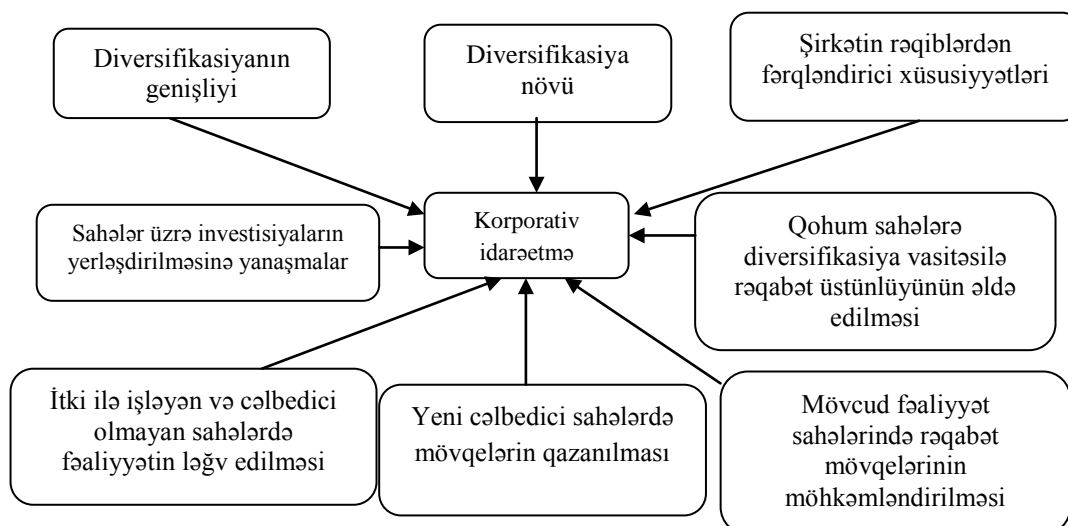 Diversifikasiyanın
genişliyi
Diversifikasiya
növü
Şirkətin rəqiblərdən
fərqləndirici xüsusiyyətləri
Sahələr üzrə investisiyaların
yerləşdirilməsinə yanaşmalar
Korporativ
idarəetmə
Qohum sahələrə
diversifikasiya vasitəsilə
rəqabət üstünlüyünün əldə
edilməsi
İtki ilə işləyən və cəlbedici
olmayan sahələrdə
fəaliyyətin ləğv edilməsi
Yeni cəlbedici sahələrdə
mövqelərin qazanılması
Mövcud fəaliyyət
sahələrində rəqabət
mövqelərinin
möhkəmləndirilməsi